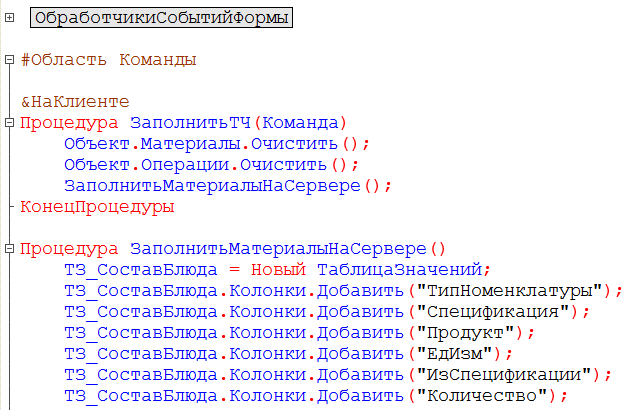 ОбработчикиСобытийФормы
#Область Команды
&НаКлиенте
Процедура ЗаполнитьТЧ(Команда)
Объект.Материалы.Очистить();
Объект.Операции.Очистить();
ЗаполнитьМатериалыНаСервере();
КонецПроцедуры
Процедура ЗаполнитьМатериалыНаСервере()
ТЗ_СоставБлюда = Новый ТаблицаЗначений;
ТЗ_СоставБлюда.Колонки.Добавить("ТипНоменклатуры");
ТЗ_СоставБлюда.Колонки.Добавить("Спецификация");
ТЗ_СоставБлюда.Колонки.Добавить("Продукт");
ТЗ_СоставБлюда.Колонки.Добавить("ЕдИзм");
ТЗ_СоставБлюда.Колонки.Добавить("ИзСпецификации");
ТЗ_СоставБлюда.Колонки.Добавить("Количество");